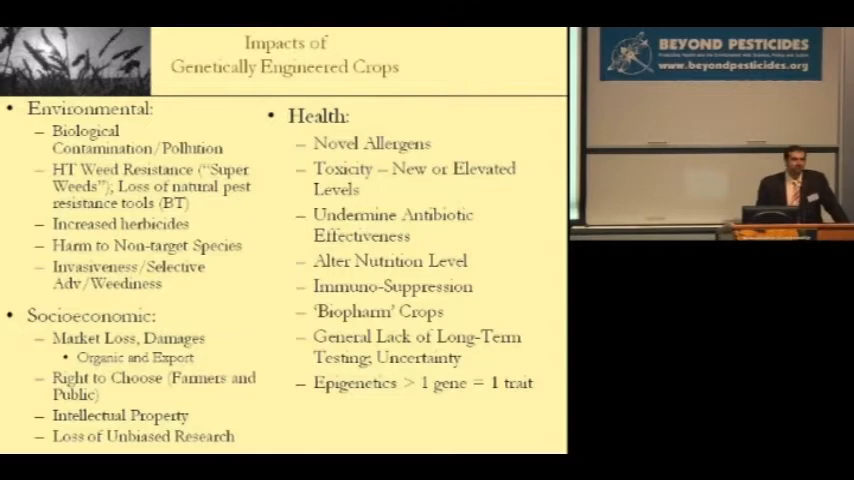 Impacts of
Genetically Engineered Crops
• Environmental:
– Biological
Contamination/Pollution
– HT Weed Resistance ("Super
Weeds"); Loss of natural pest
resistance tools (BT)
– Increased herbicides
– Harm to Non-target Species
– Invasiveness/Selective
Adv/Weediness
• Socioeconomic:
– Market Loss, Damages
• Organic and Export
– Right to Choose (Farmers and
Public)
– Intellectual Property
– Loss of Unbiased Research
• Health:
– Novel Allergens
– Toxicity – New or Elevated
Levels
– Undermine Antibiotic
Effectiveness
– Alter Nutrition Level
– Immuno-Suppression
– 'Biopharm' Crops
– General Lack of Long-Term
Testing; Uncertainty
– Epigenetics > 1 gene = 1 trait
BEYOND PESTICIDES
www.beyondpesticides.org